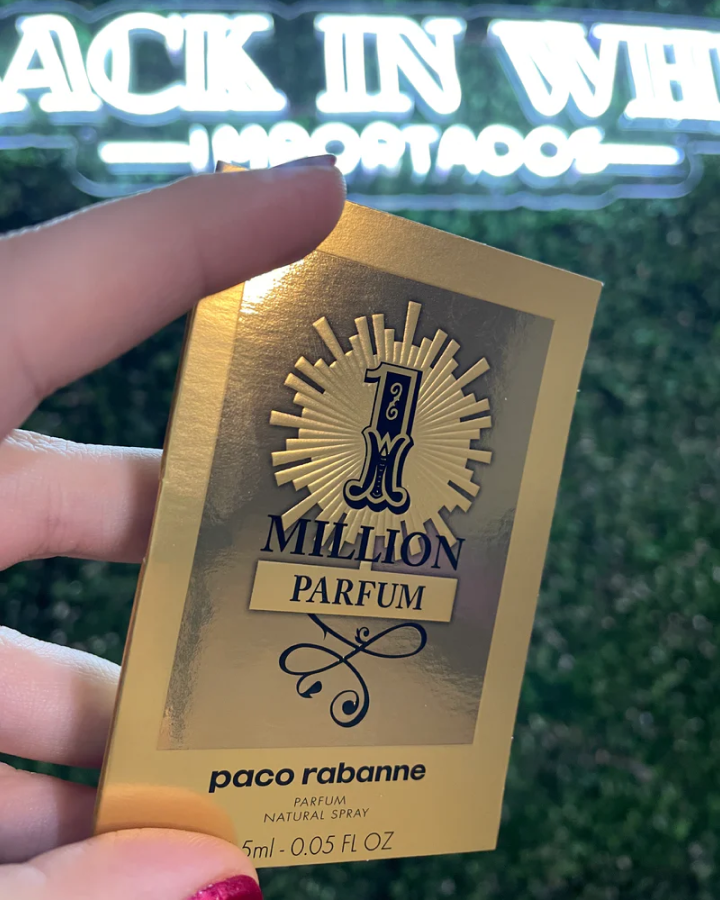 ACK IN WH
IMPORTADOS
1
MILLION
PARFUM
paco rabanne
PARFUM
NATURAL SPRAY
5ml - 0.05 FL OZ